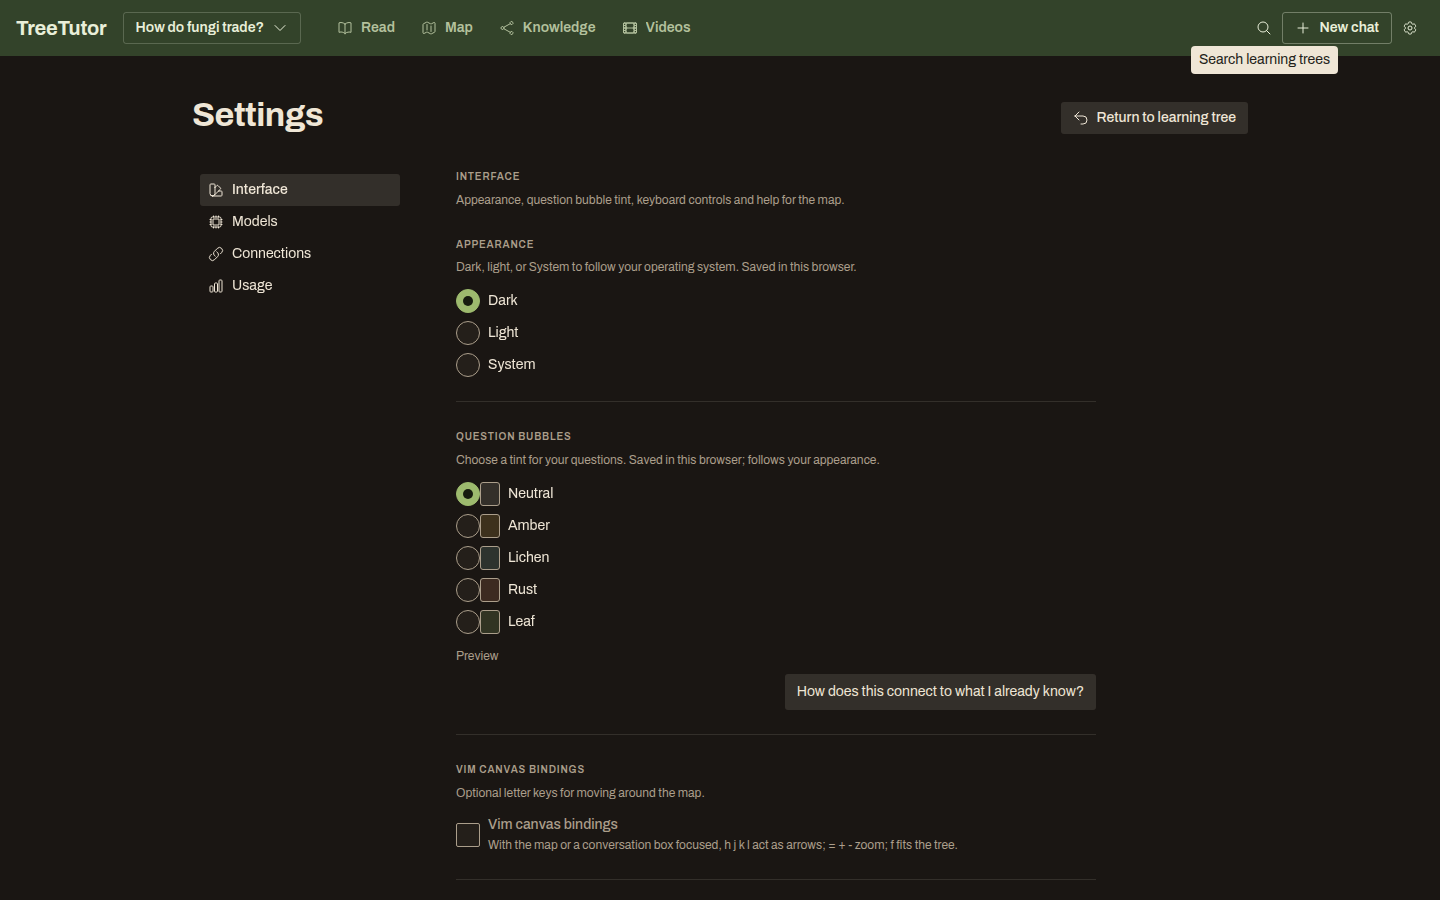 TreeTutor
How do fungi trade?
Read
Map
Knowledge
Videos
New chat
Search learning trees
Settings
Return to learning tree
Interface
Models
Connections
Usage
INTERFACE
Appearance, question bubble tint, keyboard controls and help for the map.
APPEARANCE
Dark, light, or System to follow your operating system. Saved in this browser.
Dark
Light
System
QUESTION BUBBLES
Choose a tint for your questions. Saved in this browser; follows your appearance.
Neutral
Amber
Lichen
Rust
Leaf
Preview
How does this connect to what I already know?
VIM CANVAS BINDINGS
Optional letter keys for moving around the map.
Vim canvas bindings
With the map or a conversation box focused, h j k l act as arrows; = + - zoom; f fits the tree.